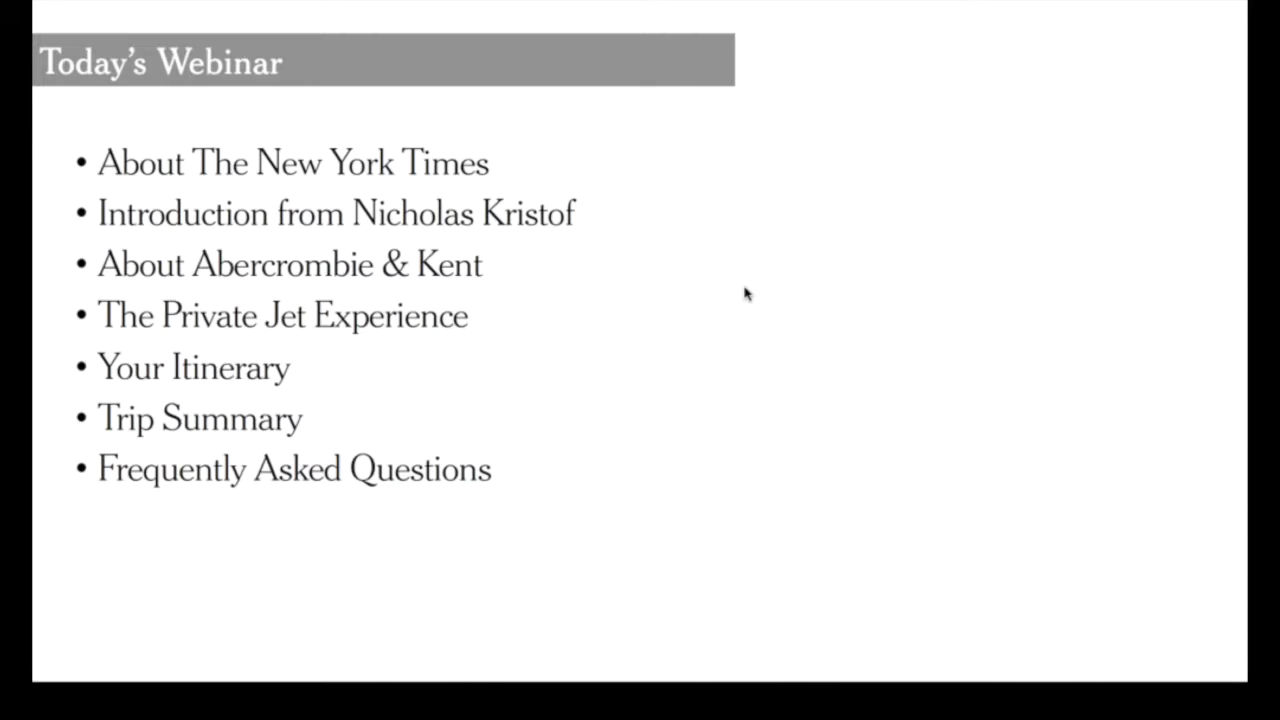 Today’s Webinar
• About The New York Times
• Introduction from Nicholas Kristof
• About Abercrombie & Kent
• The Private Jet Experience
• Your Itinerary
• Trip Summary
• Frequently Asked Questions